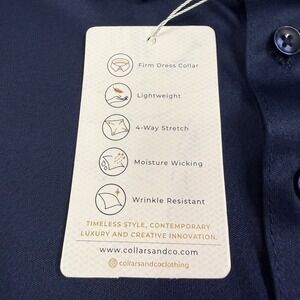 Firm Dress Collar
Lightweight
4-Way Stretch
Moisture Wicking
Wrinkle Resistant
TIMELESS STYLE, CONTEMPORARY
LUXURY AND CREATIVE INNOVATION.
www.collarsandco.com
collarsandcoclothing